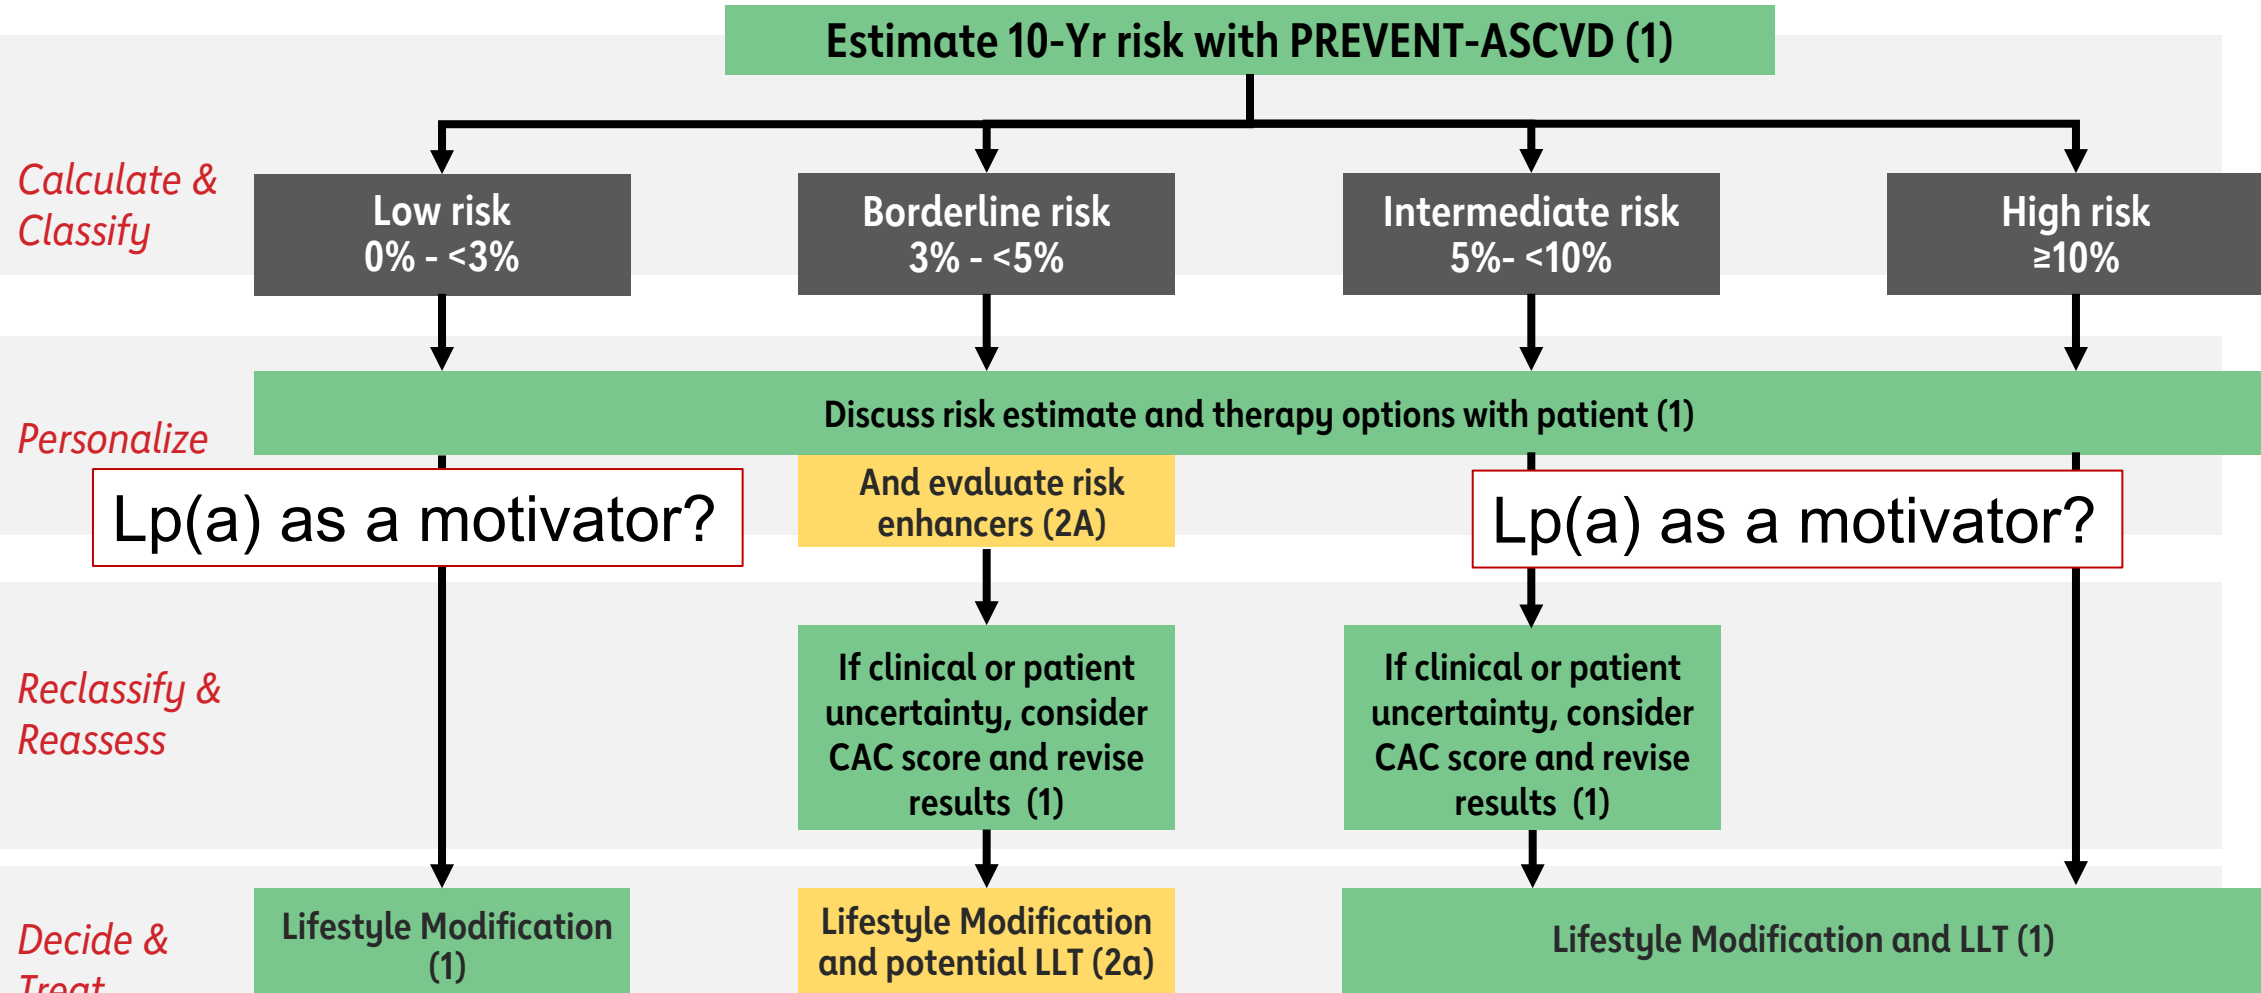 Estimate 10-Yr risk with PREVENT-ASCVD (1)
Calculate &
Classify
Low risk
0% - <3%
Borderline risk
3% - <5%
Intermediate risk
5%- <10%
High risk
≥10%
Personalize
Discuss risk estimate and therapy options with patient (1)
Lp(a) as a motivator?
And evaluate risk
enhancers (2A)
Lp(a) as a motivator?
Reclassify &
Reassess
If clinical or patient
uncertainty, consider
CAC score and revise
results (1)
If clinical or patient
uncertainty, consider
CAC score and revise
results (1)
Decide &
Treat
Lifestyle Modification
(1)
Lifestyle Modification
and potential LLT (2a)
Lifestyle Modification and LLT (1)